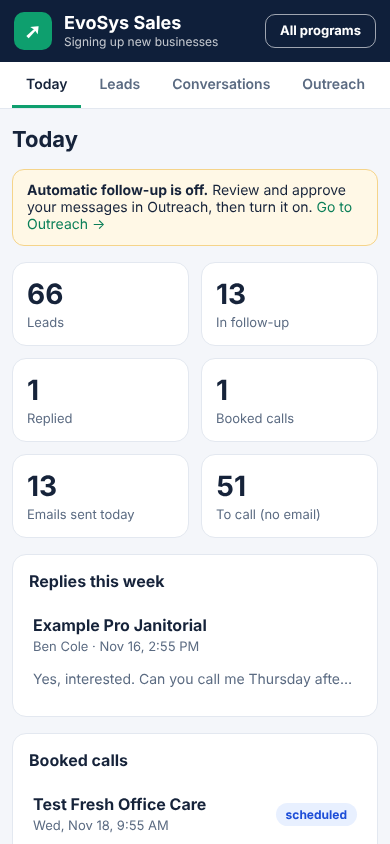 EvoSys Sales
Signing up new businesses
All programs
Today
Leads
Conversations
Outreach
Today
Automatic follow-up is off. Review and approve
your messages in Outreach, then turn it on. Go to
Outreach →
66
Leads
13
In follow-up
1
Replied
1
Booked calls
13
Emails sent today
51
To call (no email)
Replies this week
Example Pro Janitorial
Ben Cole · Nov 16, 2:55 PM
Yes, interested. Can you call me Thursday afte...
Booked calls
Test Fresh Office Care
scheduled
Wed, Nov 18, 9:55 AM